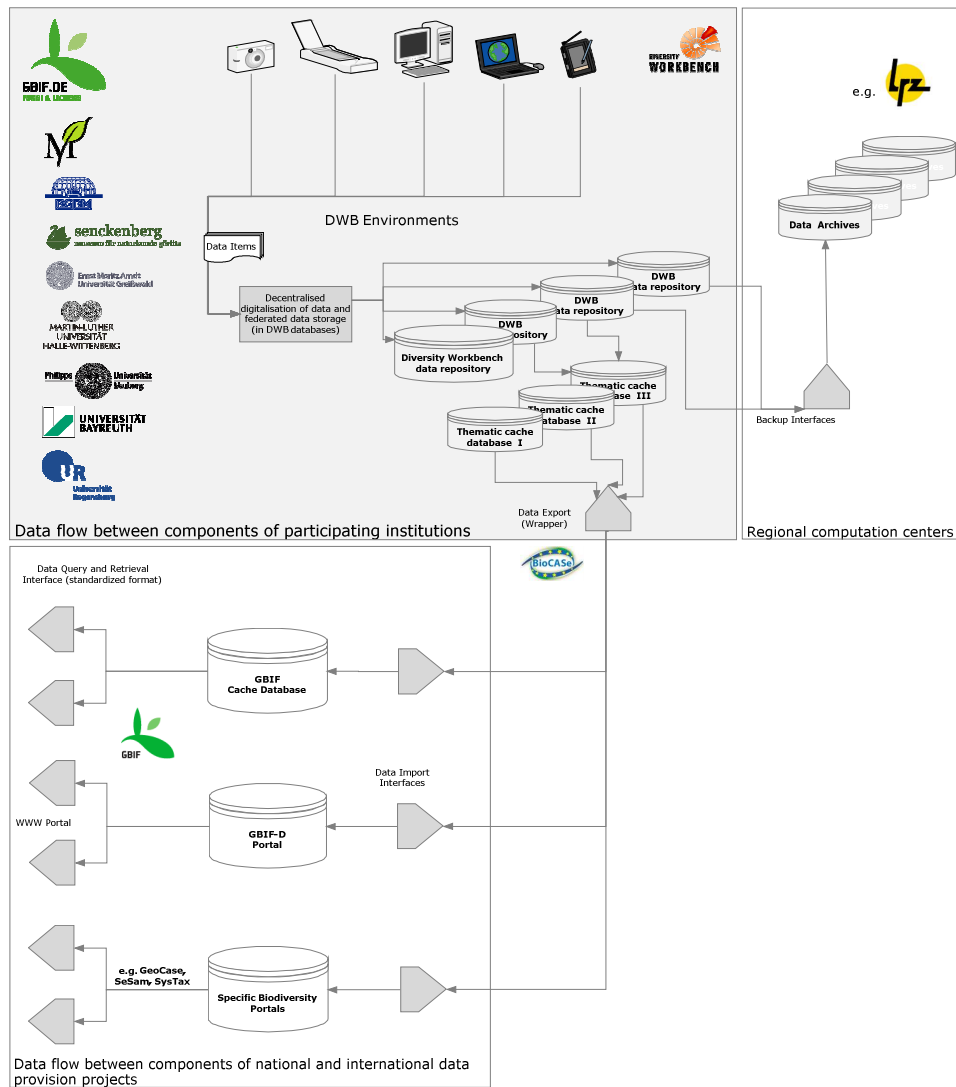 GBIF.DE
DIVERSITY
WORKBENCH
e.g.
senckenberg
museum für naturkunde görlitz
Ernst Moritz Arndt
Universität Greifswald
MARTIN-LUTHER
UNIVERSITÄT
HALLE-WITTENBERG
Philipps
Universität
Marburg
UNIVERSITÄT
BAYREUTH
UR
Universität
Regensburg
DWB Environments
Data Items
Decentralised
digitalisation of data and
federated data storage
(in DWB databases)
DWB
data repository
DWB
data repository
DWB
repository
Diversity Workbench
data repository
Thematic cache
database III
Thematic cache
database II
Thematic cache
database I
Data Archives
Backup Interfaces
Data Export
(Wrapper)
Data flow between components of participating institutions
Regional computation centers
BioCASe
Data Query and Retrieval
Interface (standardized format)
GBIF
Cache Database
GBIF
Data Import
Interfaces
WWW Portal
GBIF-D
Portal
e.g. GeoCase,
SeSam, SysTax
Specific Biodiversity
Portals
Data flow between components of national and international data
provision projects